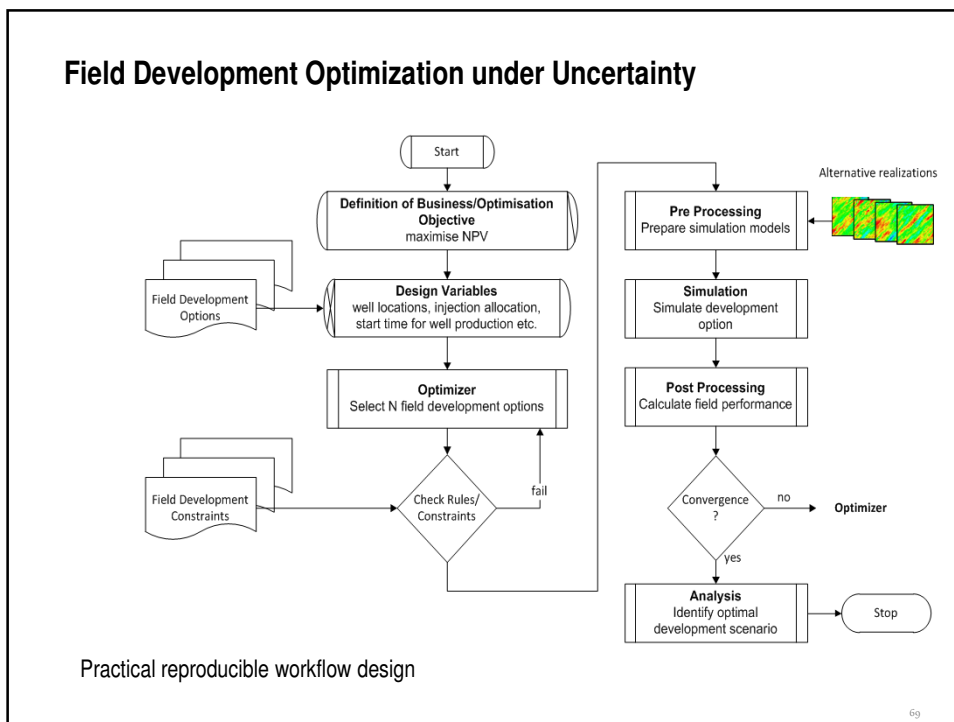 Field Development Optimization under Uncertainty
Start
Definition of Business/Optimisation
Objective
maximise NPV
Field Development
Options
Design Variables
well locations, injection allocation,
start time for well production etc.
Optimizer
Select N field development options
Field Development
Constraints
Check Rules/
Constraints
fail
Alternative realizations
Pre Processing
Prepare simulation models
Simulation
Simulate development
option
Post Processing
Calculate field performance
Convergence
?
no
Optimizer
yes
Analysis
Identify optimal
development scenario
Stop
Practical reproducible workflow design
69